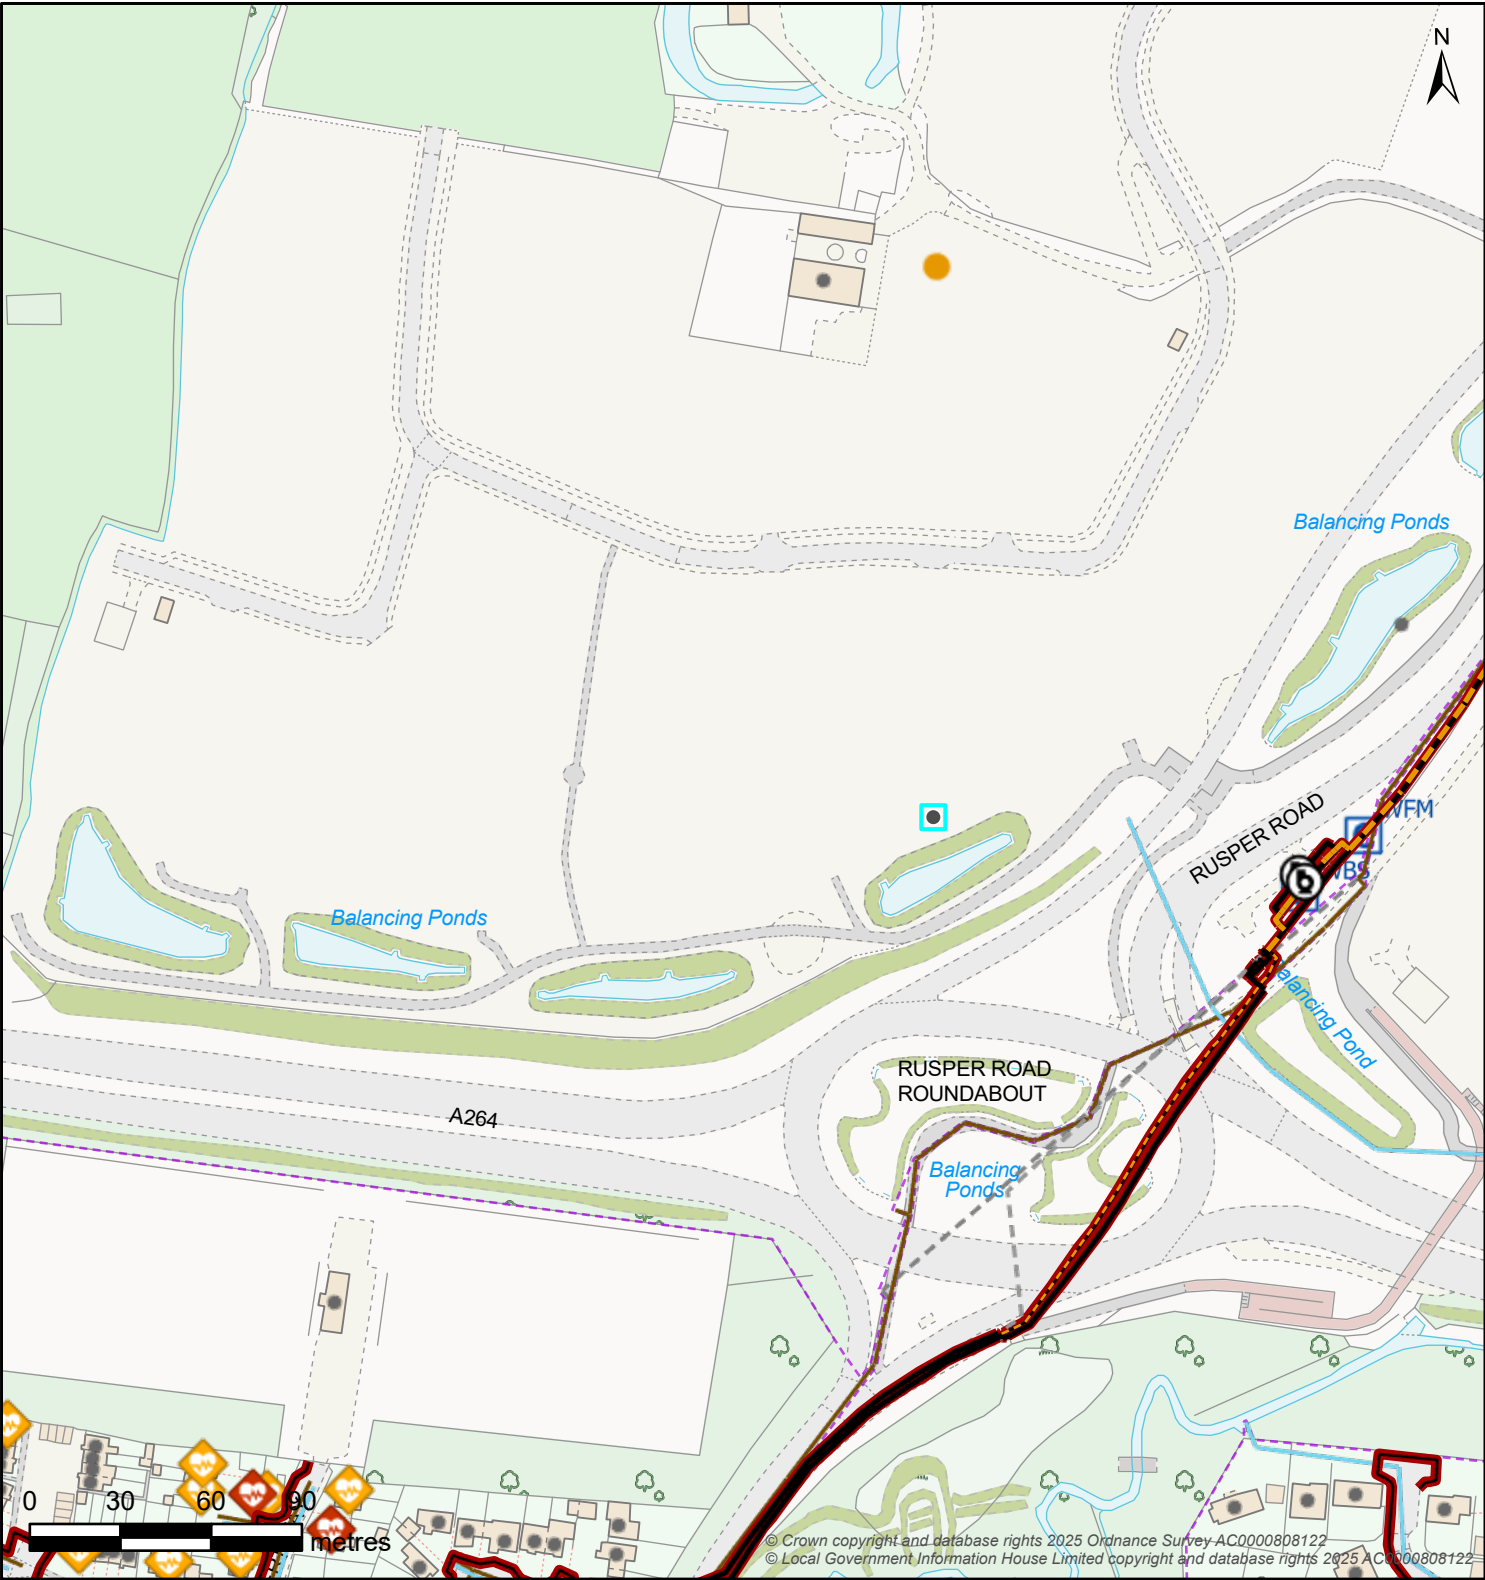 N
Balancing Ponds
RUSPER ROAD
WFM
WBS
Balancing Ponds
Balancing Pond
RUSPER ROAD
ROUNDABOUT
A264
Balancing
Ponds
0 30 60 90
metres
© Crown copyright and database rights 2025 Ordnance Survey AC0000808122
© Local Government Information House Limited copyright and database rights 2025 AC0000808122